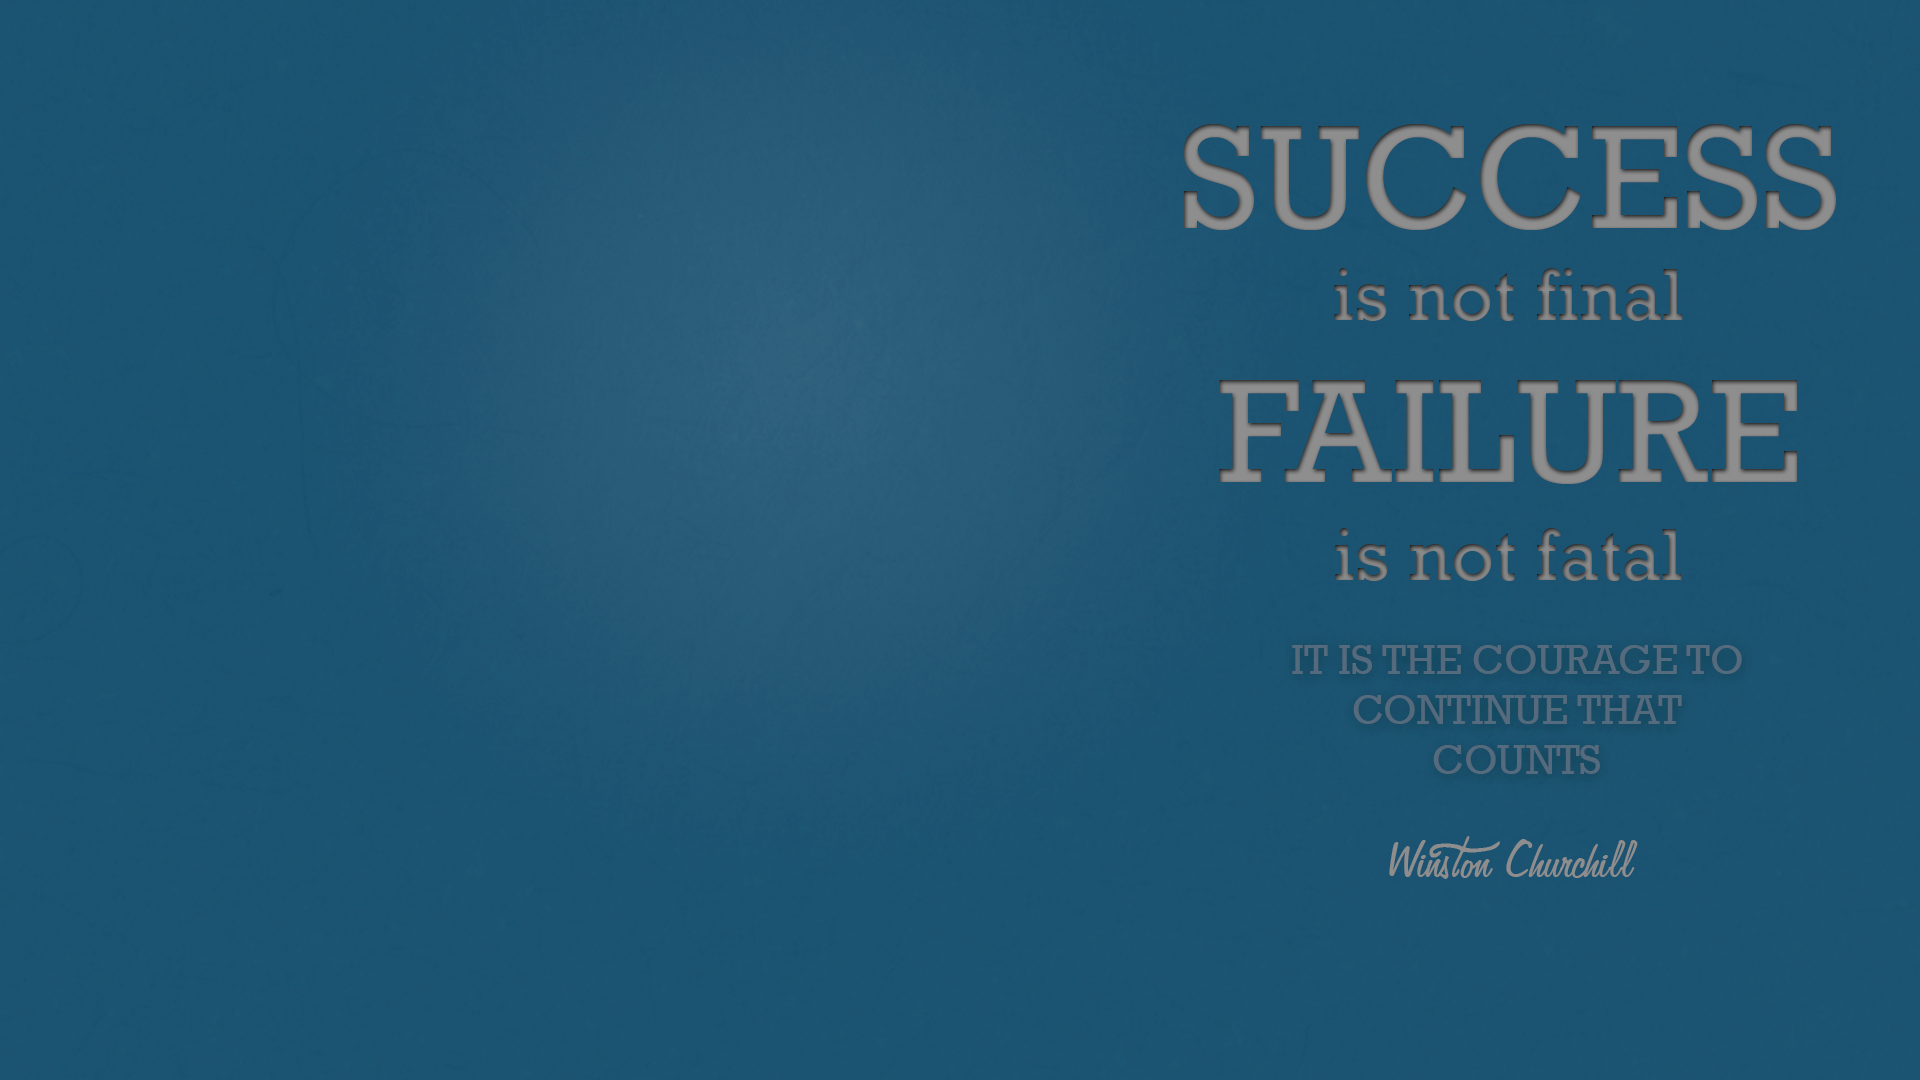 SUCCESS
is not final
FAILURE
is not fatal
IT IS THE COURAGE TO
CONTINUE THAT
COUNTS
Winston Churchill